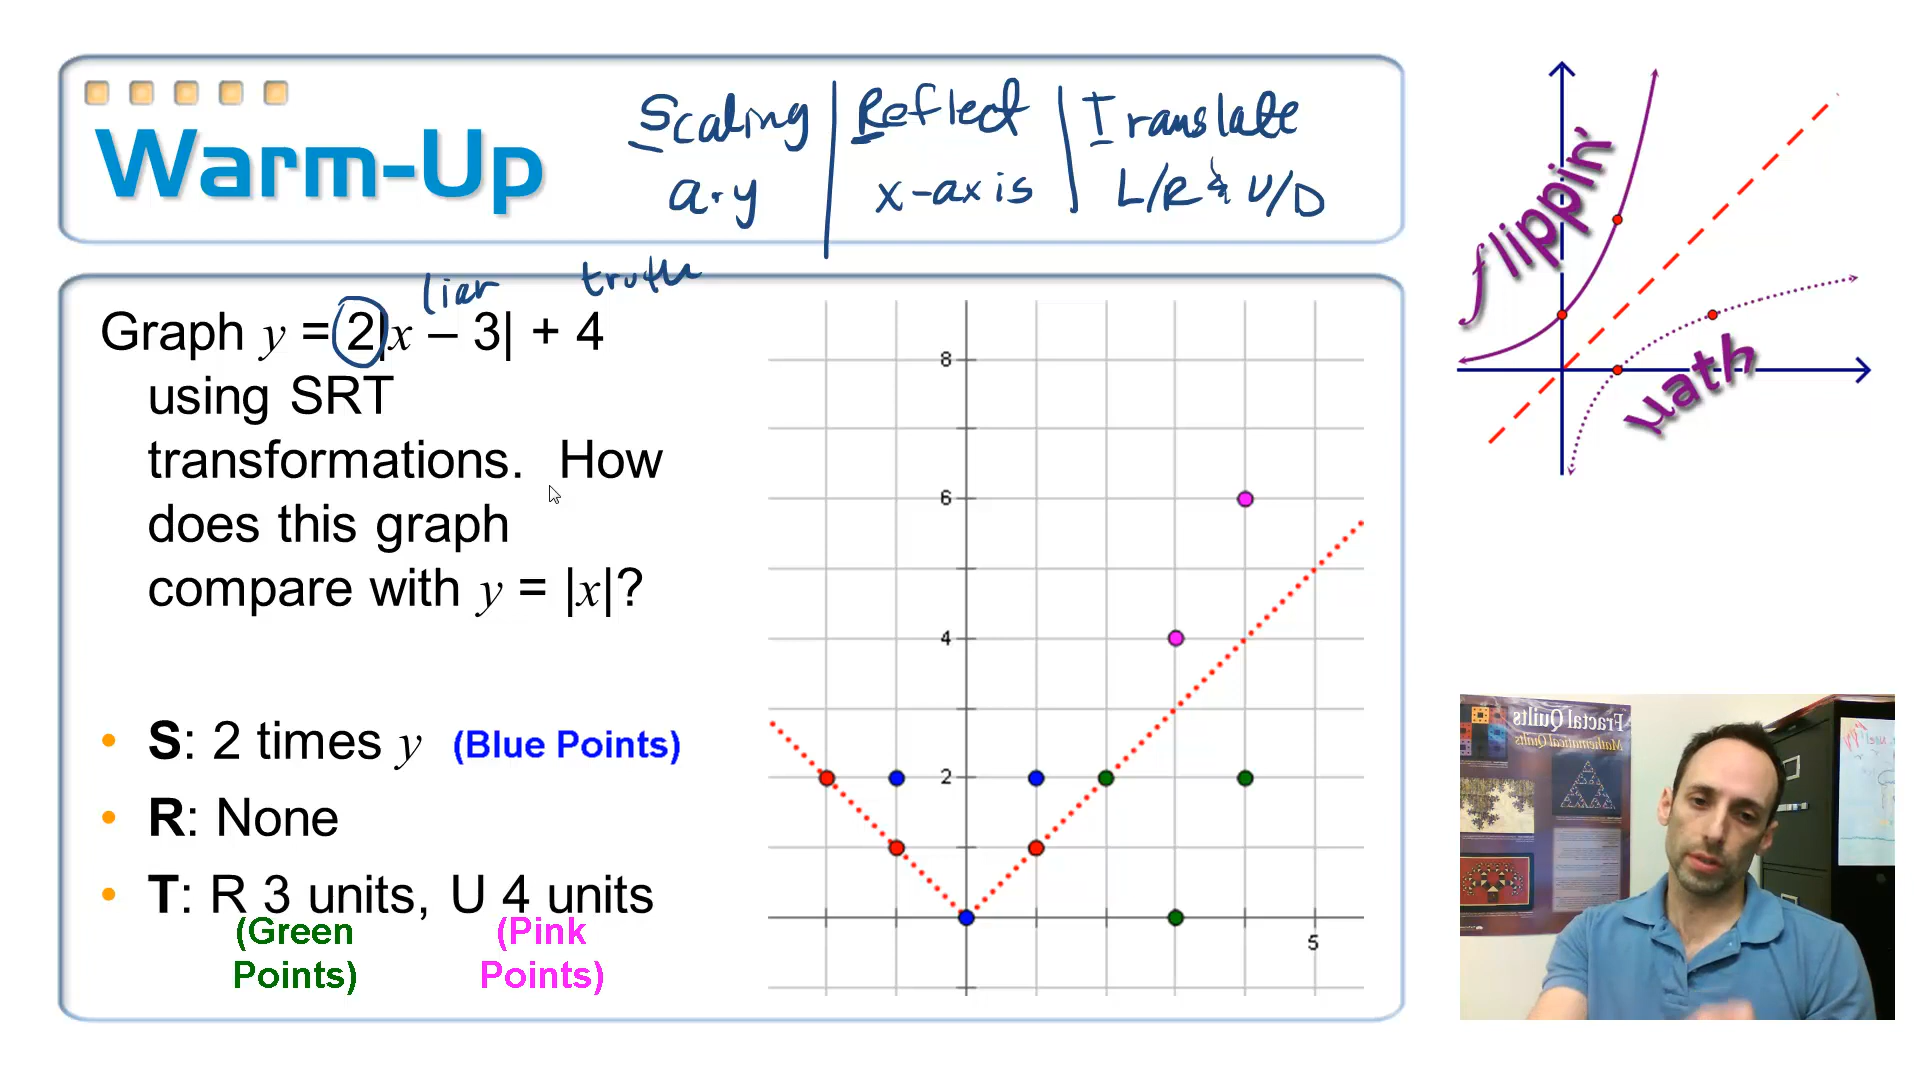 Warm-Up
Scaling | Reflect | Translate
a·y x-axis L/R & U/D
liar truth
Graph y = 2|x – 3| + 4
using SRT
transformations. How
does this graph
compare with y = |x|?
• S: 2 times y (Blue Points)
• R: None
• T: R 3 units, U 4 units
(Green (Pink
Points) Points)
8
6
4
2
5
flippin'
math
Fractal Quilts
Mathematical Quilts